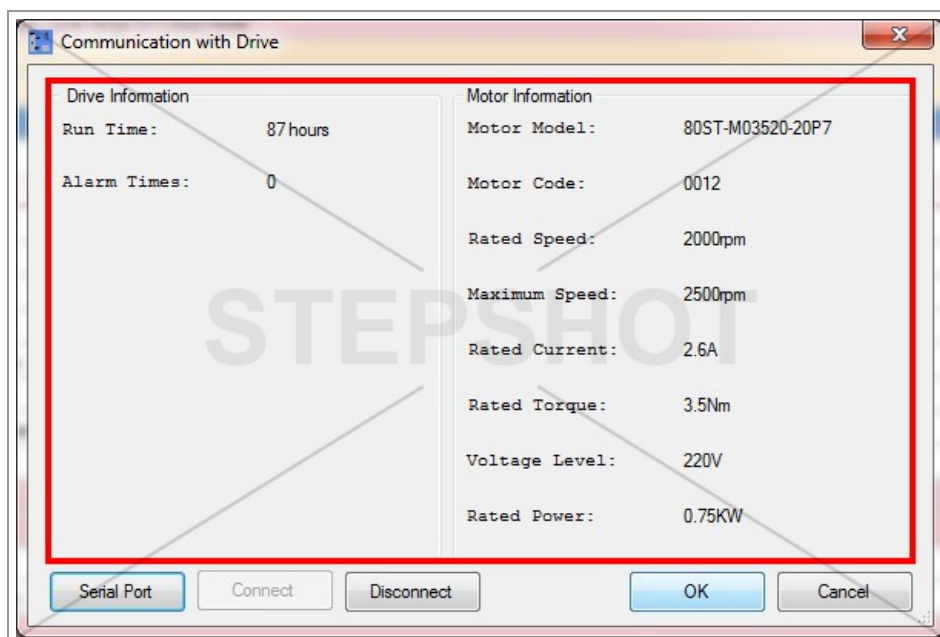 Communication with Drive
Drive Information
Run Time: 87 hours
Alarm Times: 0
Motor Information
Motor Model: 80ST-M03520-20P7
Motor Code: 0012
Rated Speed: 2000rpm
Maximum Speed: 2500rpm
Rated Current: 2.6A
Rated Torque: 3.5Nm
Voltage Level: 220V
Rated Power: 0.75KW
STEPSHOT
Serial Port Connect Disconnect OK Cancel